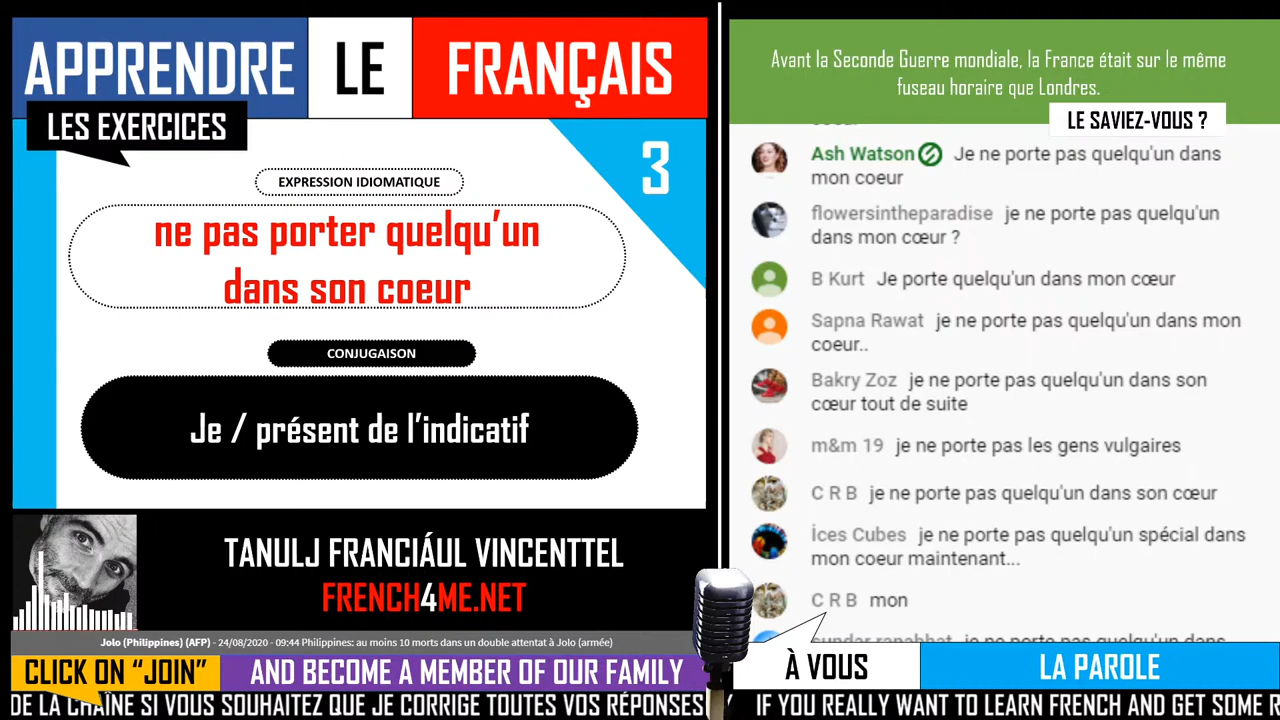 APPRENDRE LE FRANÇAIS
LES EXERCICES
3
EXPRESSION IDIOMATIQUE
ne pas porter quelqu'un
dans son coeur
CONJUGAISON
Je / présent de l'indicatif
TANULJ FRANCIÁUL VINCENTTEL
FRENCH4ME.NET
Jolo (Philippines) (AFP) - 24/08/2020 - 09:44 Philippines: au moins 10 morts dans un double attentat à Jolo (armée)
CLICK ON “JOIN” AND BECOME A MEMBER OF OUR FAMILY
DE LA CHAÎNE SI VOUS SOUHAITEZ QUE JE CORRIGE TOUTES VOS RÉPONSES
Avant la Seconde Guerre mondiale, la France était sur le même
fuseau horaire que Londres.
LE SAVIEZ-VOUS ?
Ash Watson Je ne porte pas quelqu'un dans
mon coeur
flowersintheparadise je ne porte pas quelqu'un
dans mon cœur ?
B Kurt Je porte quelqu'un dans mon cœur
Sapna Rawat je ne porte pas quelqu'un dans mon
coeur..
Bakry Zoz je ne porte pas quelqu'un dans son
cœur tout de suite
m&m 19 je ne porte pas les gens vulgaires
C R B je ne porte pas quelqu'un dans son cœur
İces Cubes je ne porte pas quelqu'un spécial dans
mon coeur maintenant...
C R B mon
je ne porte pas quelqu'un dans
À VOUS LA PAROLE
IF YOU REALLY WANT TO LEARN FRENCH AND GET SOME